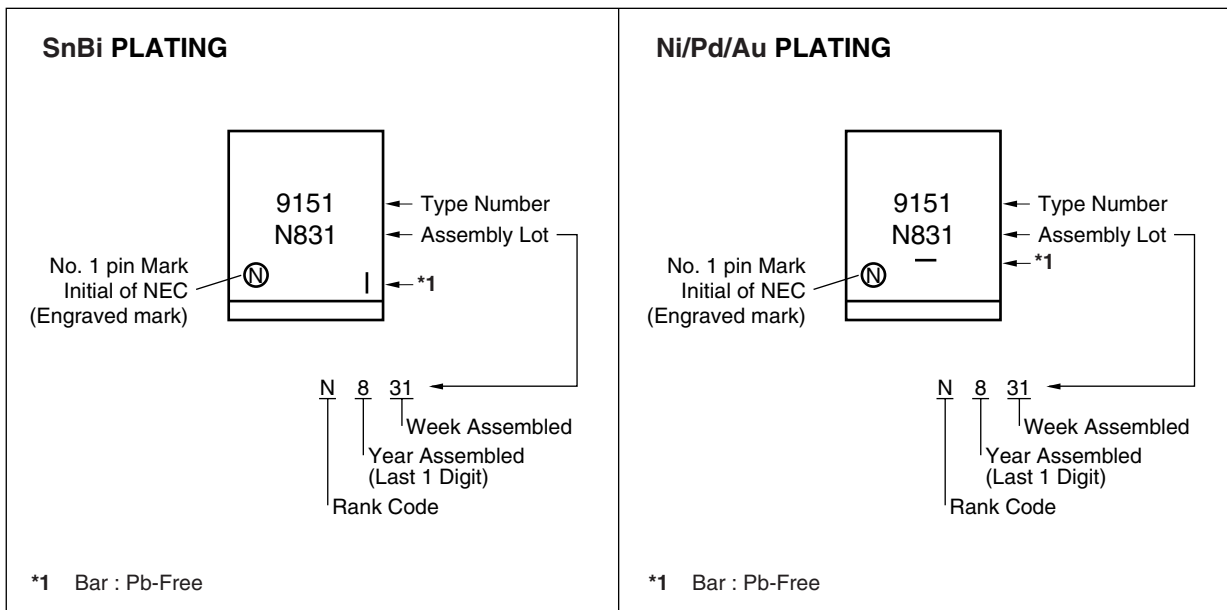 SnBi PLATING
9151
N831
Type Number
Assembly Lot
No. 1 pin Mark
Initial of NEC
(Engraved mark)
N
*1
N 8 31
Week Assembled
Year Assembled
(Last 1 Digit)
Rank Code
*1 Bar : Pb-Free
Ni/Pd/Au PLATING
9151
N831
Type Number
Assembly Lot
*1
No. 1 pin Mark
Initial of NEC
(Engraved mark)
N
N 8 31
Week Assembled
Year Assembled
(Last 1 Digit)
Rank Code
*1 Bar : Pb-Free